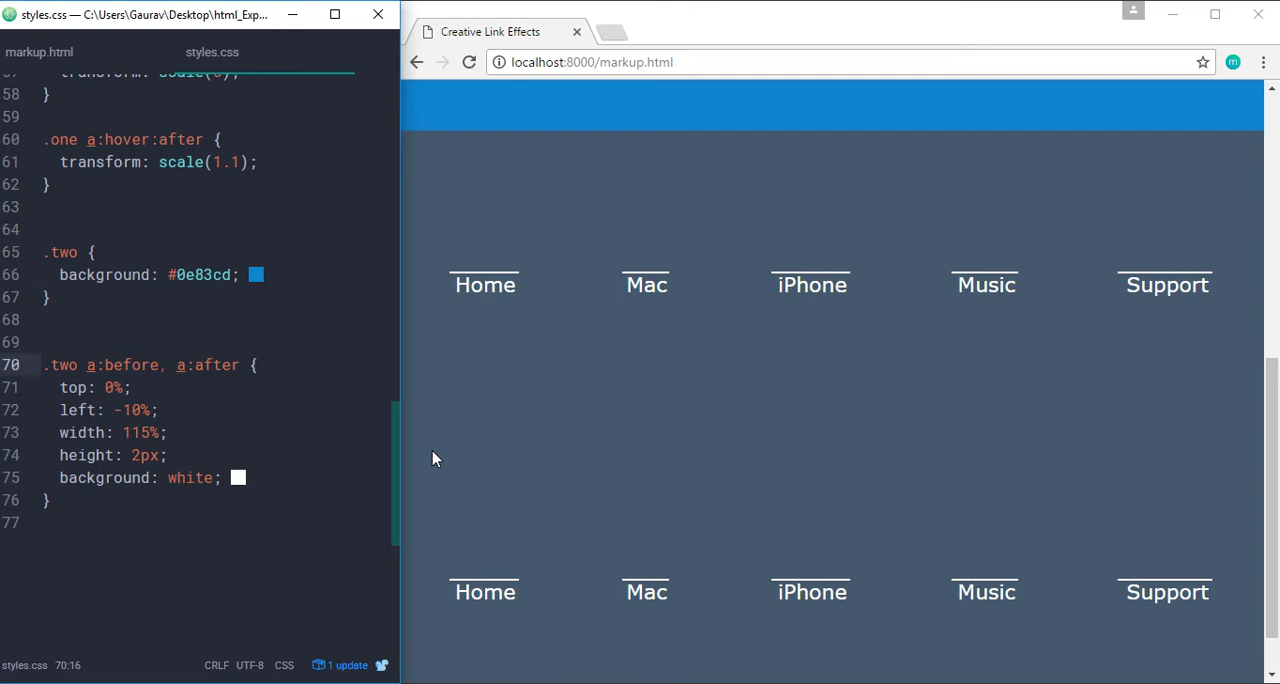 styles.css — C:\Users\Gaurav\Desktop\html_Exp...
markup.html styles.css
58 }
59
60 .one a:hover:after {
61 transform: scale(1.1);
62 }
63
64
65 .two {
66 background: #0e83cd;
67 }
68
69
70 .two a:before, a:after {
71 top: 0%;
72 left: -10%;
73 width: 115%;
74 height: 2px;
75 background: white;
76 }
77
styles.css 70:16 CRLF UTF-8 CSS 1 update
Creative Link Effects
localhost:8000/markup.html
m
Home Mac iPhone Music Support
Home Mac iPhone Music Support